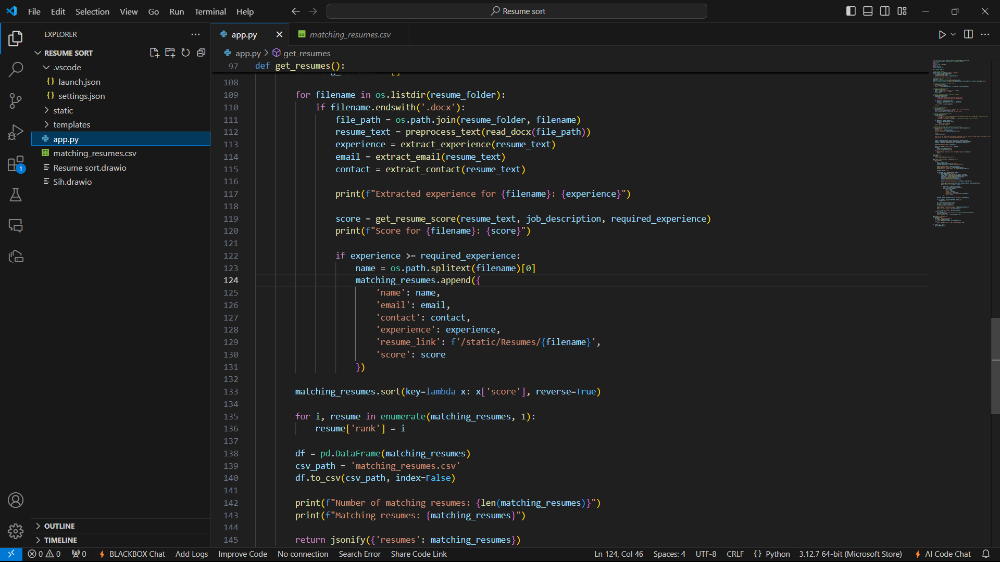 File Edit Selection View Go Run Terminal Help
Resume sort
EXPLORER
RESUME SORT
.vscode
launch.json
settings.json
static
templates
app.py
matching_resumes.csv
Resume sort.drawio
Sih.drawio
OUTLINE
TIMELINE
1
app.py
matching_resumes.csv
app.py > get_resumes
97 def get_resumes():
108
109 for filename in os.listdir(resume_folder):
110 if filename.endswith('.docx'):
111 file_path = os.path.join(resume_folder, filename)
112 resume_text = preprocess_text(read_docx(file_path))
113 experience = extract_experience(resume_text)
114 email = extract_email(resume_text)
115 contact = extract_contact(resume_text)
116
117 print(f"Extracted experience for {filename}: {experience}")
118
119 score = get_resume_score(resume_text, job_description, required_experience)
120 print(f"Score for {filename}: {score}")
121
122 if experience >= required_experience:
123 name = os.path.splitext(filename)[0]
124 matching_resumes.append({
125 'name': name,
126 'email': email,
127 'contact': contact,
128 'experience': experience,
129 'resume_link': f'/static/Resumes/{filename}',
130 'score': score
131 })
132
133 matching_resumes.sort(key=lambda x: x['score'], reverse=True)
134
135 for i, resume in enumerate(matching_resumes, 1):
136 resume['rank'] = i
137
138 df = pd.DataFrame(matching_resumes)
139 csv_path = 'matching_resumes.csv'
140 df.to_csv(csv_path, index=False)
141
142 print(f"Number of matching resumes: {len(matching_resumes)}")
143 print(f"Matching resumes: {matching_resumes}")
144
145 return jsonify({'resumes': matching_resumes})
0 0 0 BLACKBOX Chat Add Logs Improve Code No connection Search Error Share Code Link Ln 124, Col 46 Spaces: 4 UTF-8 CRLF {} Python 3.12.7 64-bit (Microsoft Store) AI Code Chat